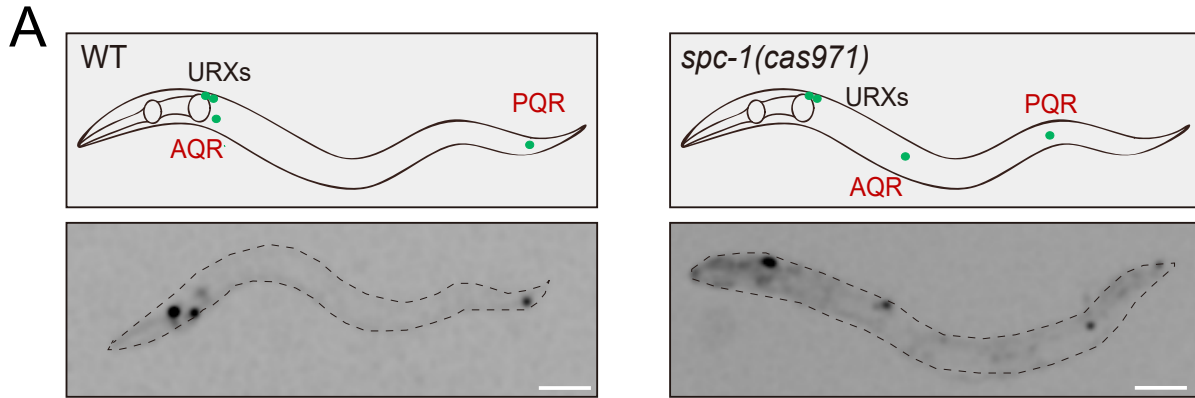 A
WT
URXs
PQR
AQR
spc-1(cas971)
URXs
PQR
AQR